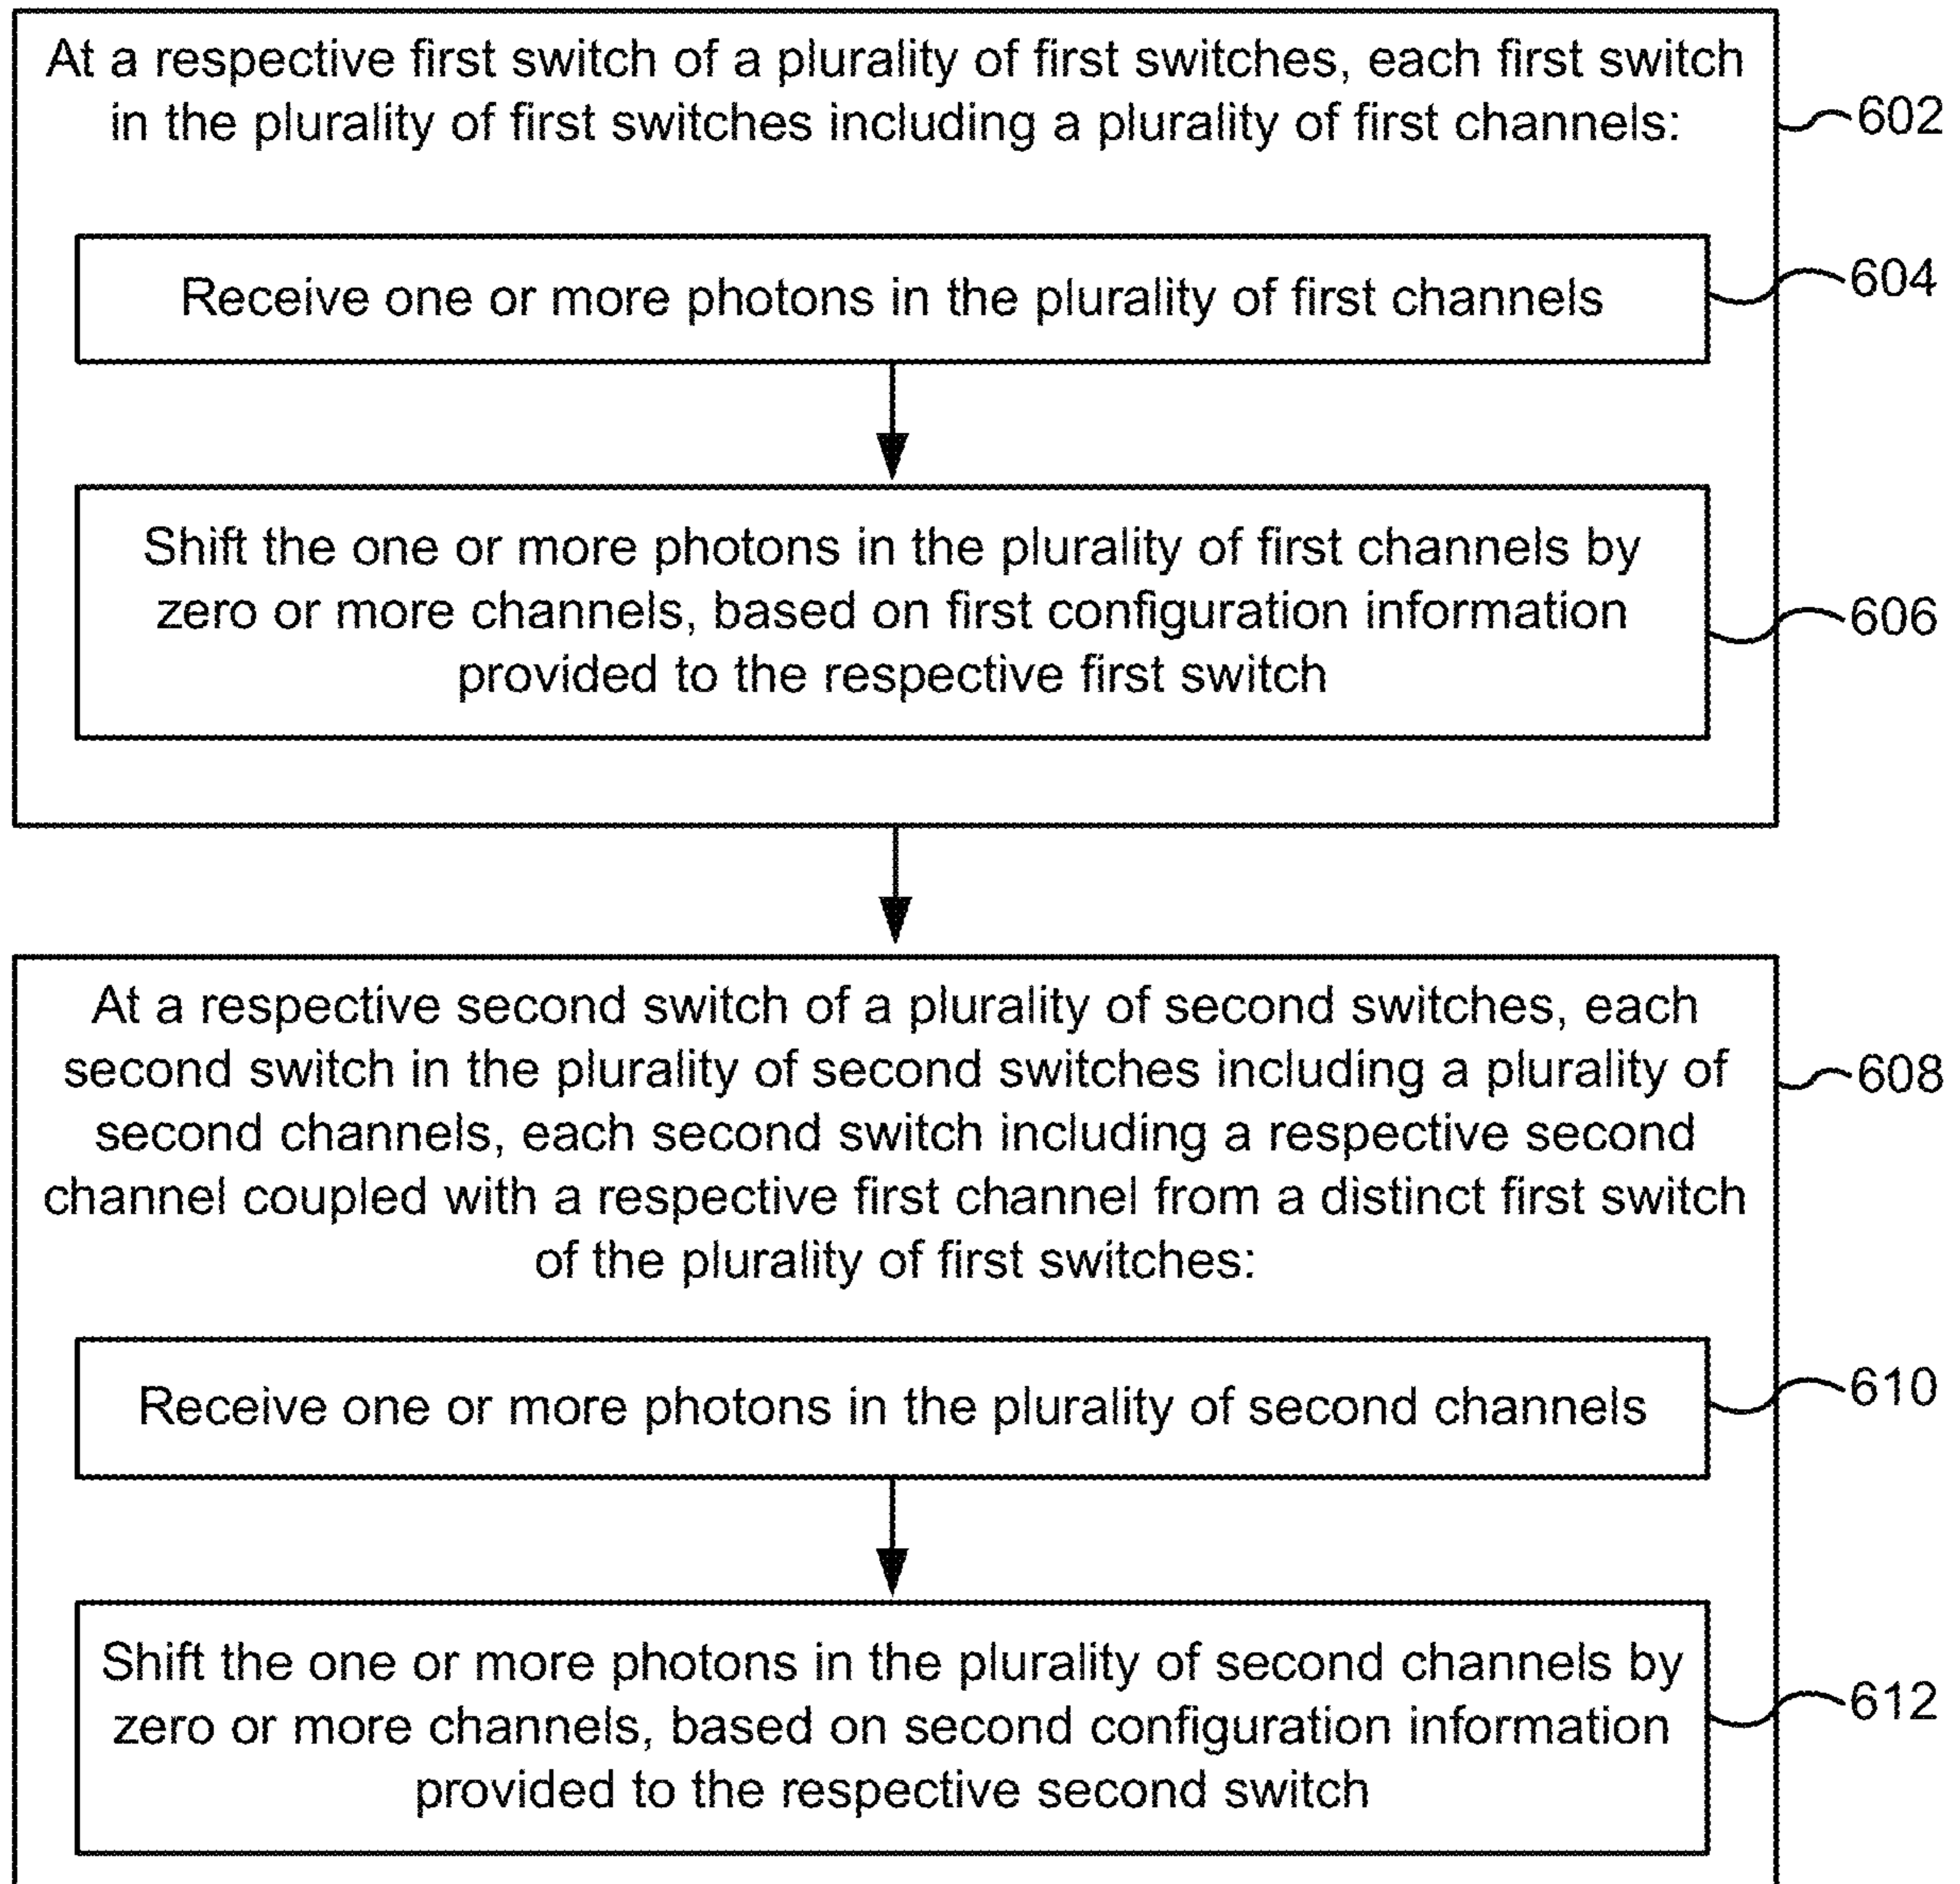 At a respective first switch of a plurality of first switches, each first switch
in the plurality of first switches including a plurality of first channels:
602
Receive one or more photons in the plurality of first channels
604
Shift the one or more photons in the plurality of first channels by
zero or more channels, based on first configuration information
provided to the respective first switch
606
At a respective second switch of a plurality of second switches, each
second switch in the plurality of second switches including a plurality of
second channels, each second switch including a respective second
channel coupled with a respective first channel from a distinct first switch
of the plurality of first switches:
608
Receive one or more photons in the plurality of second channels
610
Shift the one or more photons in the plurality of second channels by
zero or more channels, based on second configuration information
provided to the respective second switch
612